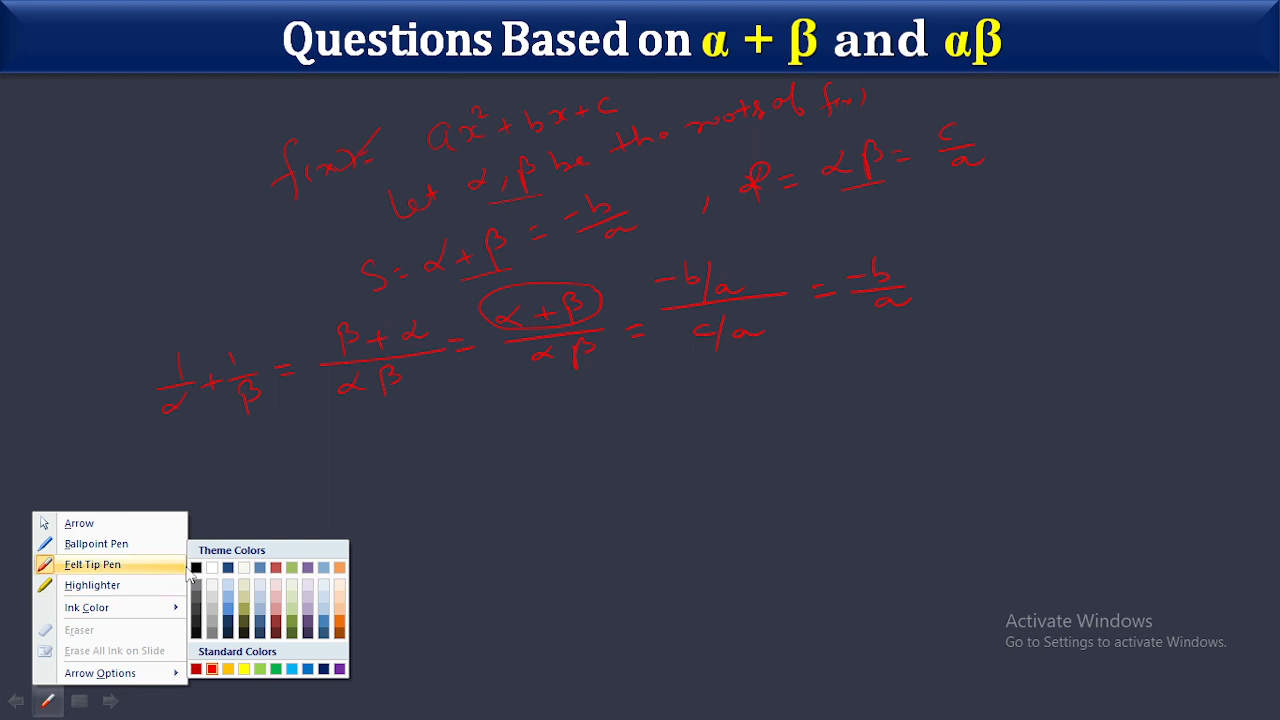 Questions Based on α + β and αβ
f(x) = ax² + bx + c
Let α, β be the roots of f(x)
S = α + β = -b/a , P = αβ = c/a
1/α + 1/β = β + α/αβ = α + β/αβ = -b/a/c/a = -b/a
Arrow
Ballpoint Pen
Felt Tip Pen
Highlighter
Ink Color
Eraser
Erase All Ink on Slide
Arrow Options
Theme Colors
Standard Colors
Activate Windows
Go to Settings to activate Windows.